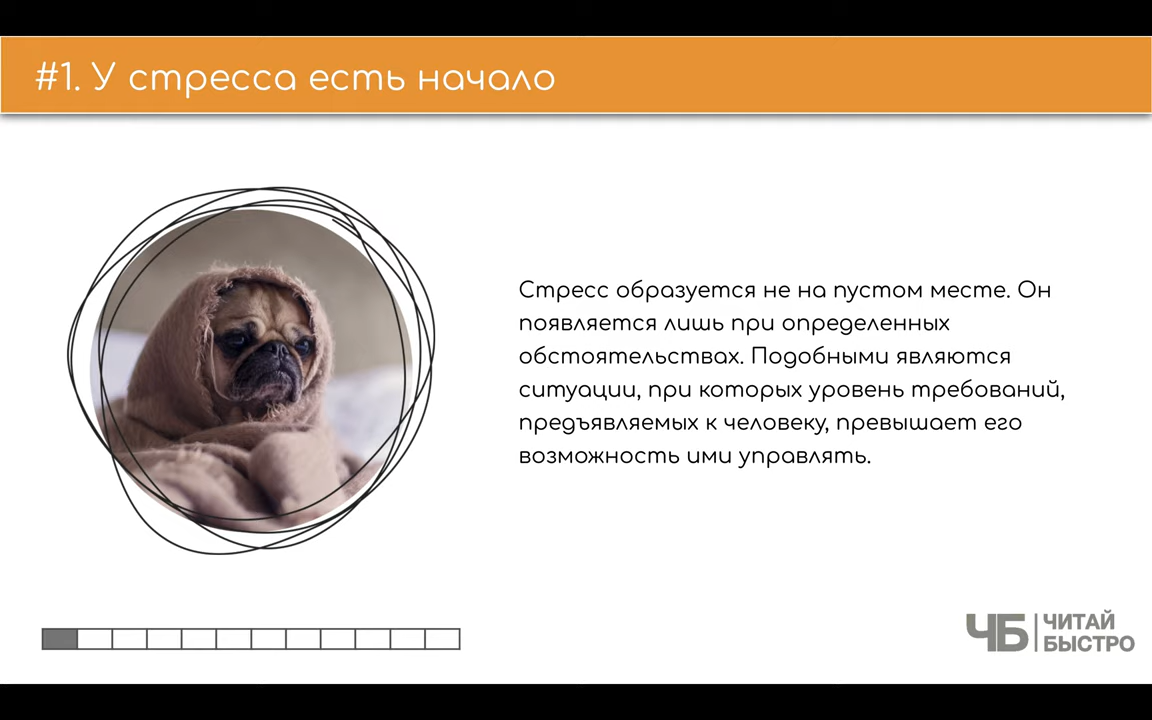 #1. У стресса есть начало
Стресс образуется не на пустом месте. Он
появляется лишь при определенных
обстоятельствах. Подобными являются
ситуации, при которых уровень требований,
предъявляемых к человеку, превышает его
возможность ими управлять.
ЧБ
ЧИТАЙ
БЫСТРО